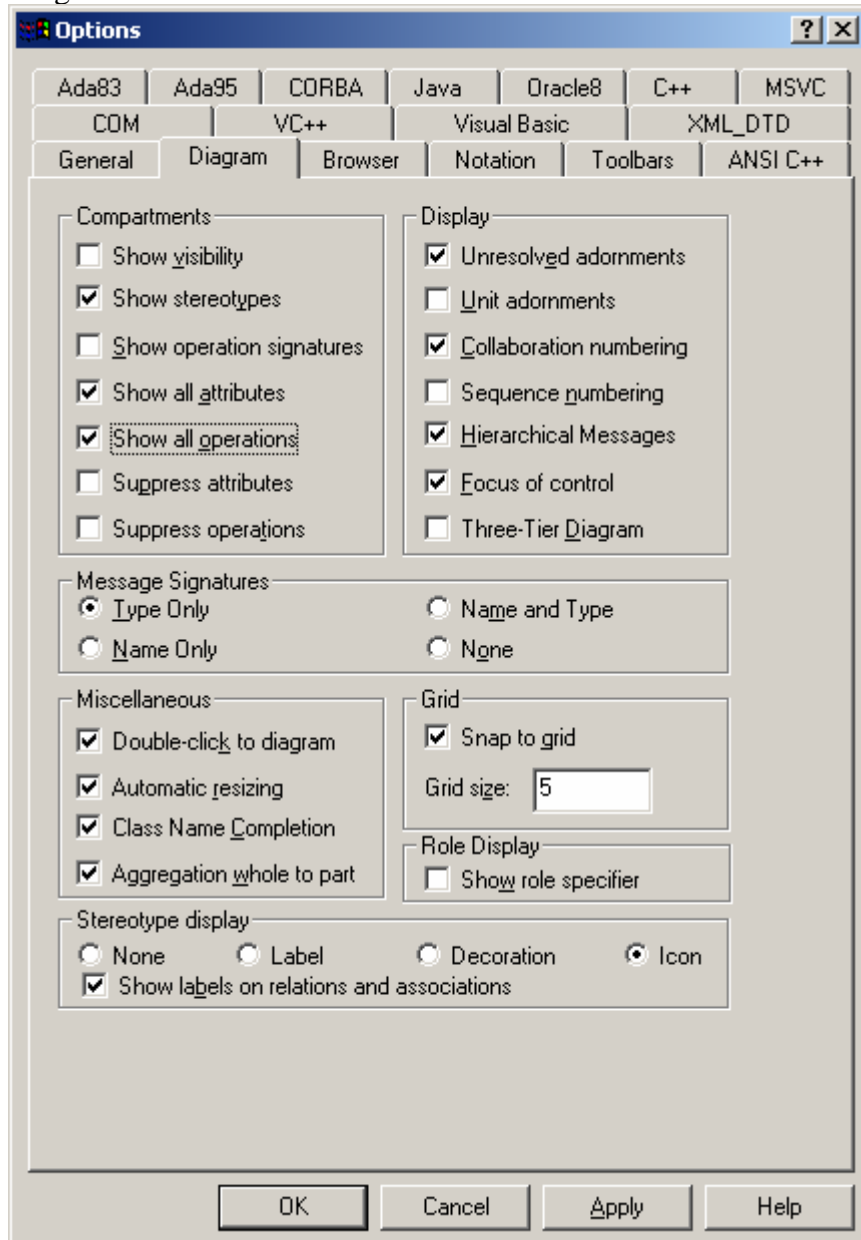 Options
Ada83 Ada95 CORBA Java Oracle8 C++ MSVC
COM VC++ Visual Basic XML_DTD
General Diagram Browser Notation Toolbars ANSI C++
Compartments
Show visibility
Show stereotypes
Show operation signatures
Show all attributes
Show all operations
Suppress attributes
Suppress operations
Display
Unresolved adornments
Unit adornments
Collaboration numbering
Sequence numbering
Hierarchical Messages
Focus of control
Three-Tier Diagram
Message Signatures
Type Only Name and Type
Name Only None
Miscellaneous
Double-click to diagram
Automatic resizing
Class Name Completion
Aggregation whole to part
Grid
Snap to grid
Grid size: 5
Role Display
Show role specifier
Stereotype display
None Label Decoration Icon
Show labels on relations and associations
OK Cancel Apply Help